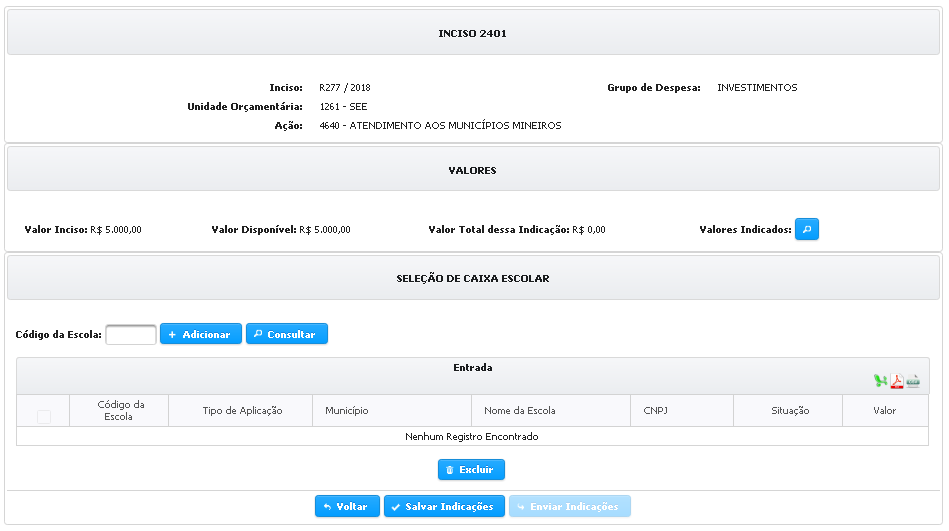 INCISO 2401
Inciso: R277 / 2018 Grupo de Despesa: INVESTIMENTOS
Unidade Orçamentária: 1261 - SEE
Ação: 4640 - ATENDIMENTO AOS MUNICÍPIOS MINEIROS
VALORES
Valor Inciso: R$ 5.000,00 Valor Disponível: R$ 5.000,00 Valor Total dessa Indicação: R$ 0,00 Valores Indicados:
SELEÇÃO DE CAIXA ESCOLAR
Código da Escola: Adicionar Consultar
Entrada
Código da Escola Tipo de Aplicação Município Nome da Escola CNPJ Situação Valor
Nenhum Registro Encontrado
Excluir
Voltar Salvar Indicações Enviar Indicações